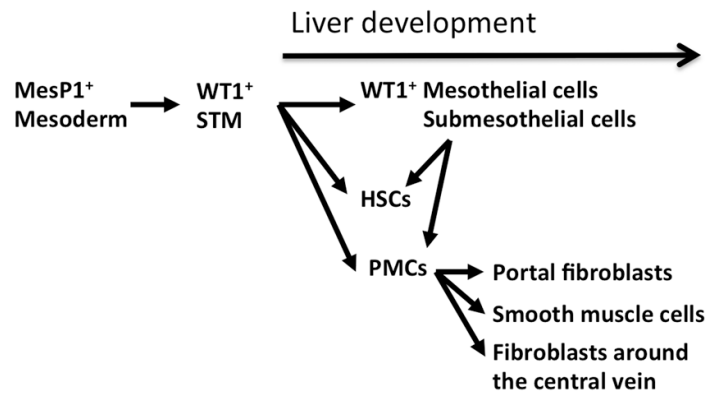 Liver development
MesP1⁺
Mesoderm
WT1⁺
STM
WT1⁺ Mesothelial cells
Submesothelial cells
HSCs
PMCs
Portal fibroblasts
Smooth muscle cells
Fibroblasts around
the central vein